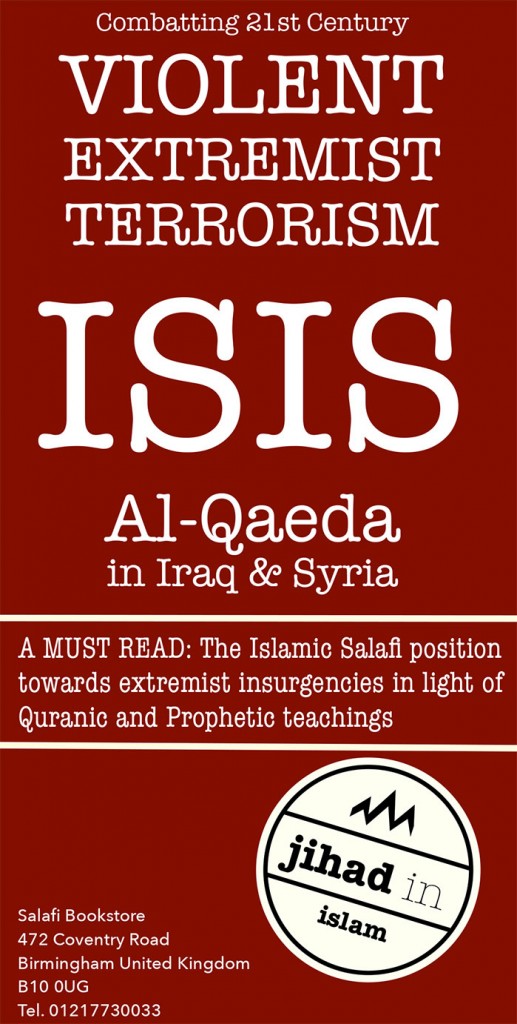 Combatting 21st Century
VIOLENT
EXTREMIST
TERRORISM
ISIS
Al-Qaeda
in Iraq & Syria
A MUST READ: The Islamic Salafi position
towards extremist insurgencies in light of
Quranic and Prophetic teachings
jihad in
islam
Salafi Bookstore
472 Coventry Road
Birmingham United Kingdom
B10 0UG
Tel. 01217730033